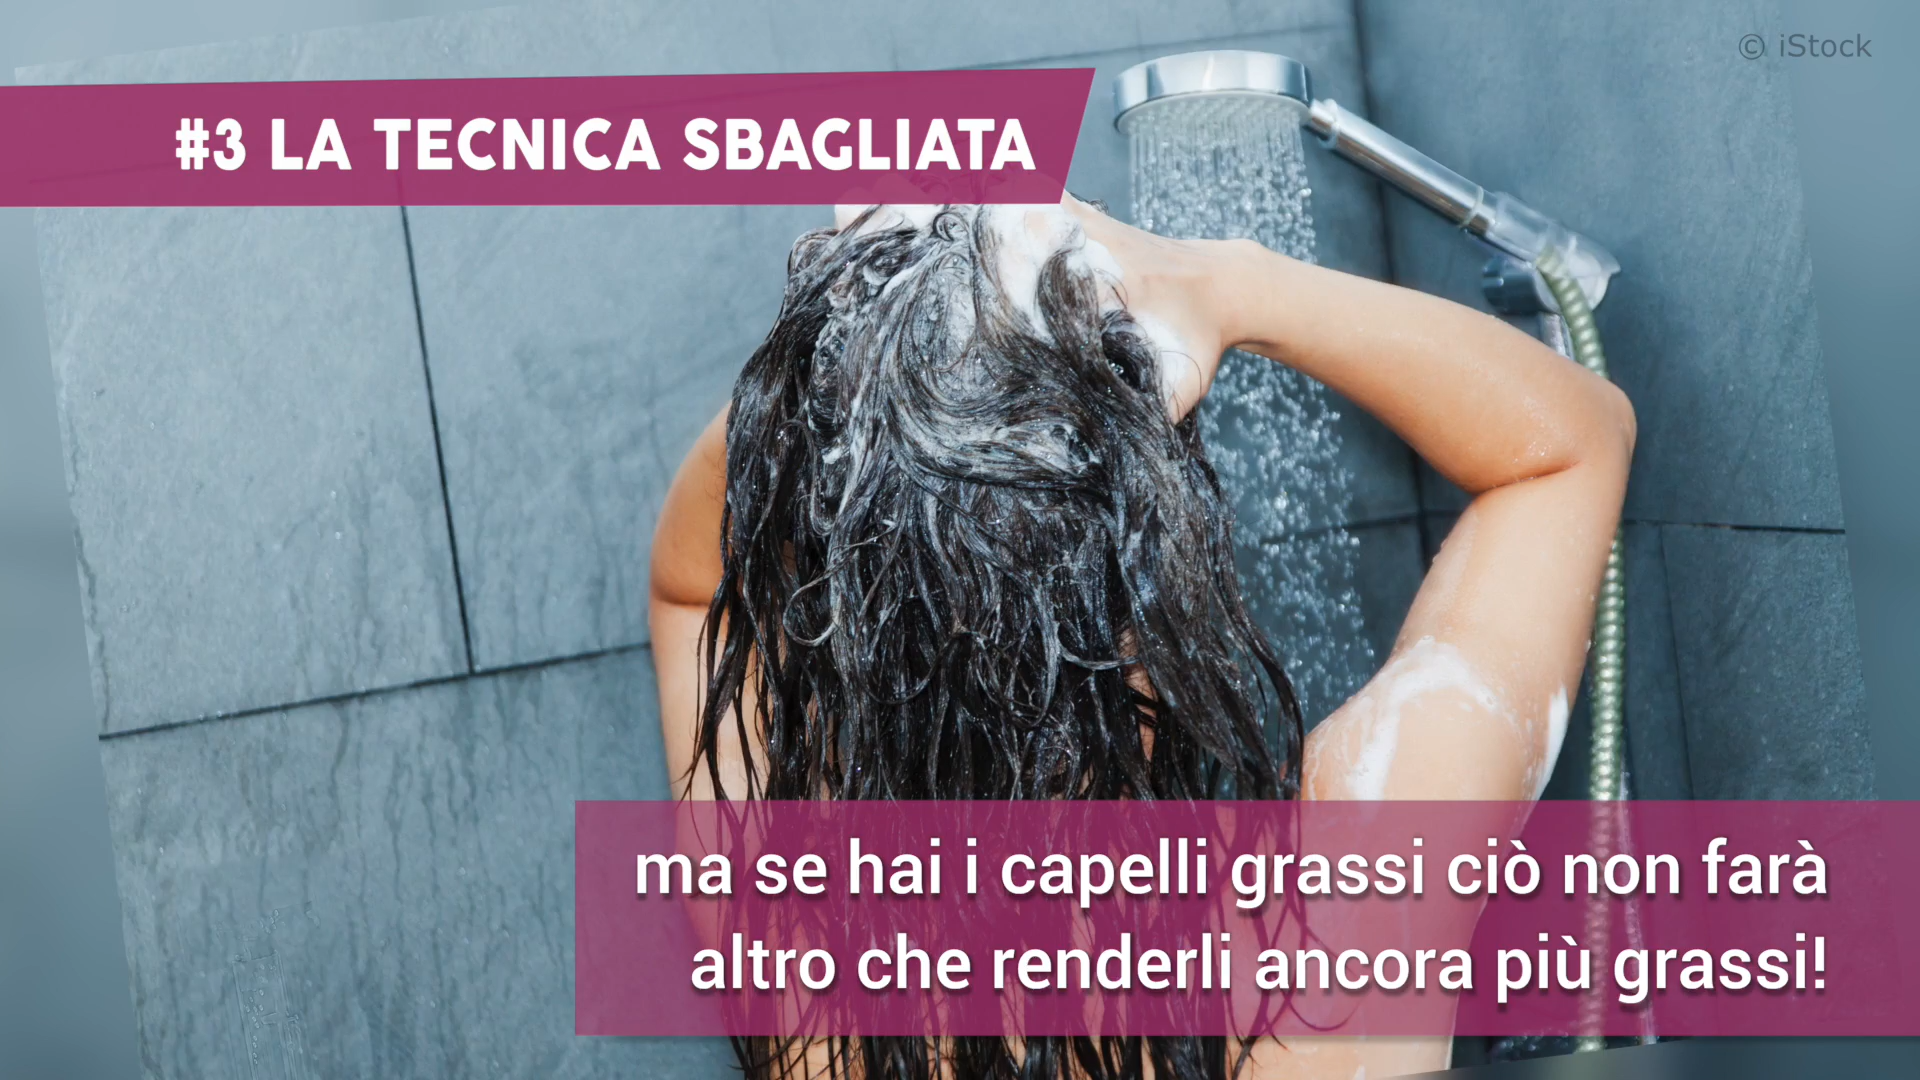 © iStock
#3 LA TECNICA SBAGLIATA
ma se hai i capelli grassi ciò non farà
altro che renderli ancora più grassi!